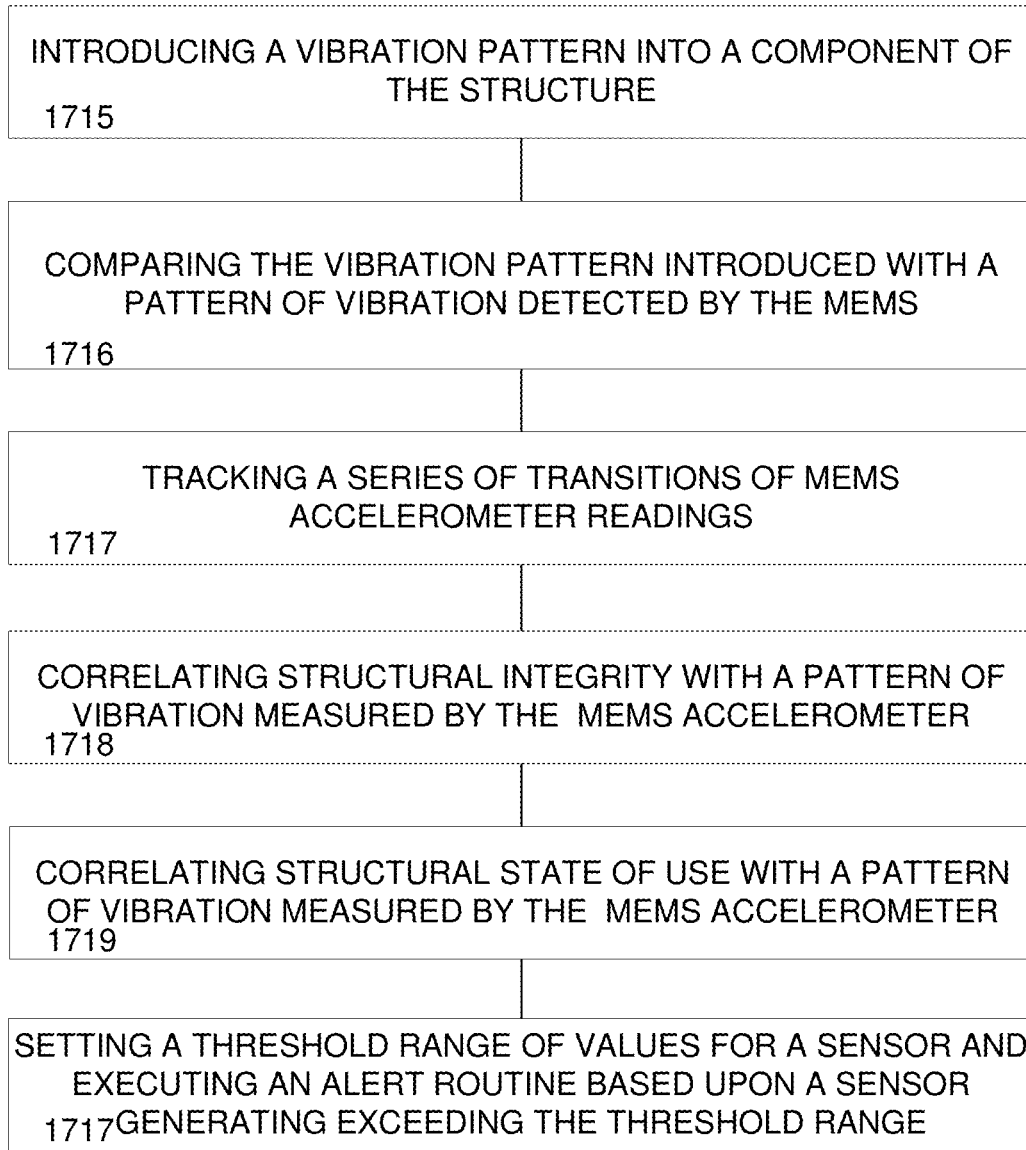 INTRODUCING A VIBRATION PATTERN INTO A COMPONENT OF
THE STRUCTURE
1715
COMPARING THE VIBRATION PATTERN INTRODUCED WITH A
PATTERN OF VIBRATION DETECTED BY THE MEMS
1716
TRACKING A SERIES OF TRANSITIONS OF MEMS
ACCELEROMETER READINGS
1717
CORRELATING STRUCTURAL INTEGRITY WITH A PATTERN OF
VIBRATION MEASURED BY THE MEMS ACCELEROMETER
1718
CORRELATING STRUCTURAL STATE OF USE WITH A PATTERN
OF VIBRATION MEASURED BY THE MEMS ACCELEROMETER
1719
SETTING A THRESHOLD RANGE OF VALUES FOR A SENSOR AND
EXECUTING AN ALERT ROUTINE BASED UPON A SENSOR
1717 GENERATING EXCEEDING THE THRESHOLD RANGE